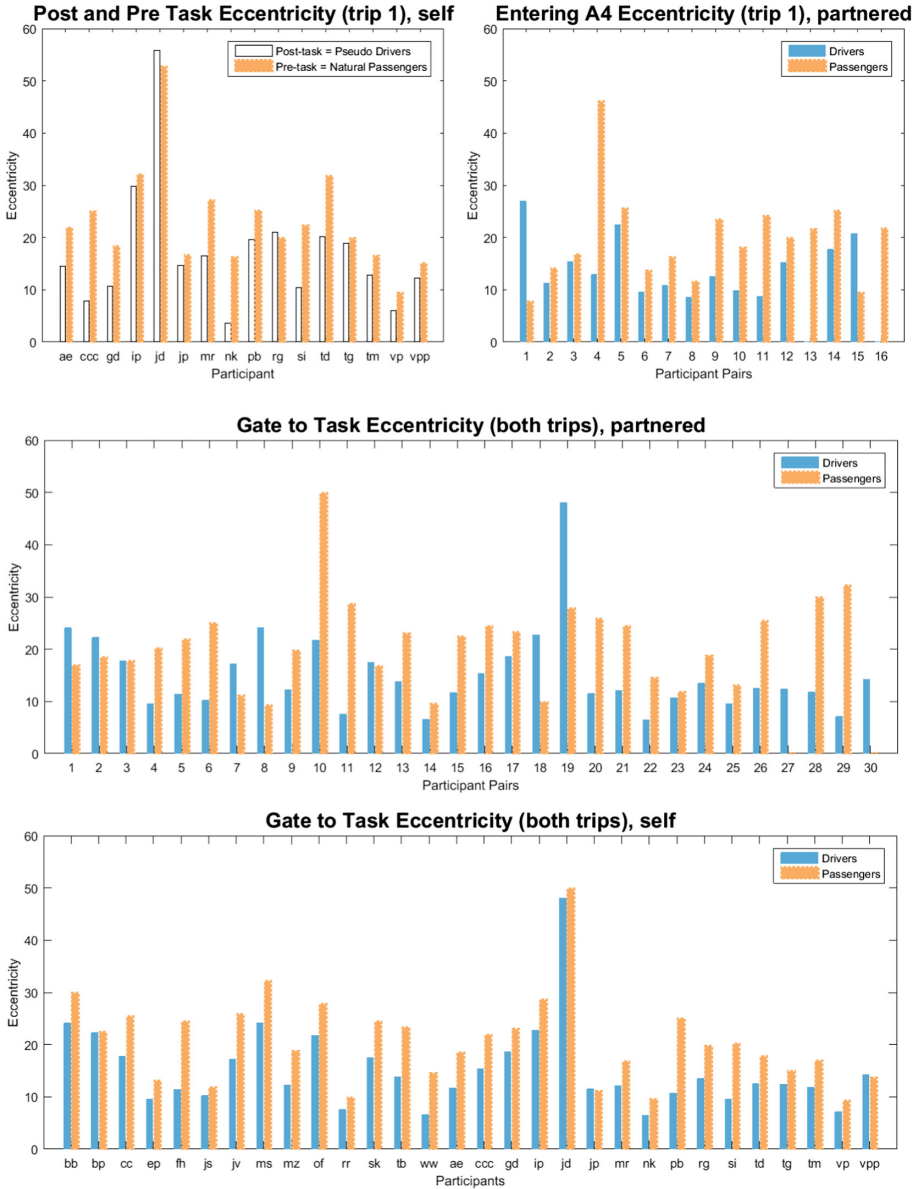 Post and Pre Task Eccentricity (trip 1), self
60
50
40
30
20
10
0
Eccentricity
Post-task = Pseudo Drivers
Pre-task = Natural Passengers
ae ccc gd ip jd jp mr nk pb rg si td tg tm vp vpp
Participant
Entering A4 Eccentricity (trip 1), partnered
60
50
40
30
20
10
0
Eccentricity
Drivers
Passengers
1 2 3 4 5 6 7 8 9 10 11 12 13 14 15 16
Participant Pairs
Gate to Task Eccentricity (both trips), partnered
60
50
40
30
20
10
0
Eccentricity
Drivers
Passengers
1 2 3 4 5 6 7 8 9 10 11 12 13 14 15 16 17 18 19 20 21 22 23 24 25 26 27 28 29 30
Participant Pairs
Gate to Task Eccentricity (both trips), self
60
50
40
30
20
10
0
Eccentricity
Drivers
Passengers
bb bp cc ep fh js jv ms mz of rr sk tb ww ae ccc gd ip jd jp mr nk pb rg si td tg tm vp vpp
Participants